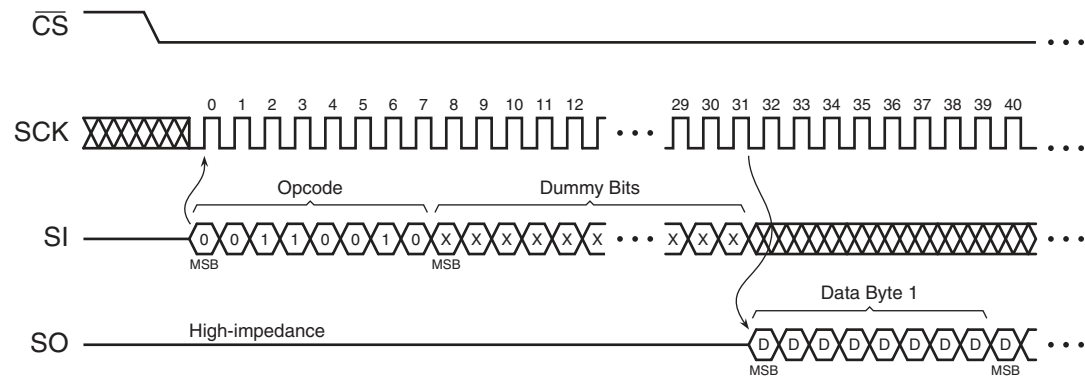 CS
0 1 2 3 4 5 6 7 8 9 10 11 12 29 30 31 32 33 34 35 36 37 38 39 40
SCK
Opcode Dummy Bits
SI 0 0 1 1 0 0 1 0 X X X X X X X X X
MSB MSB
Data Byte 1
High-impedance
SO D D D D D D D D D
MSB MSB